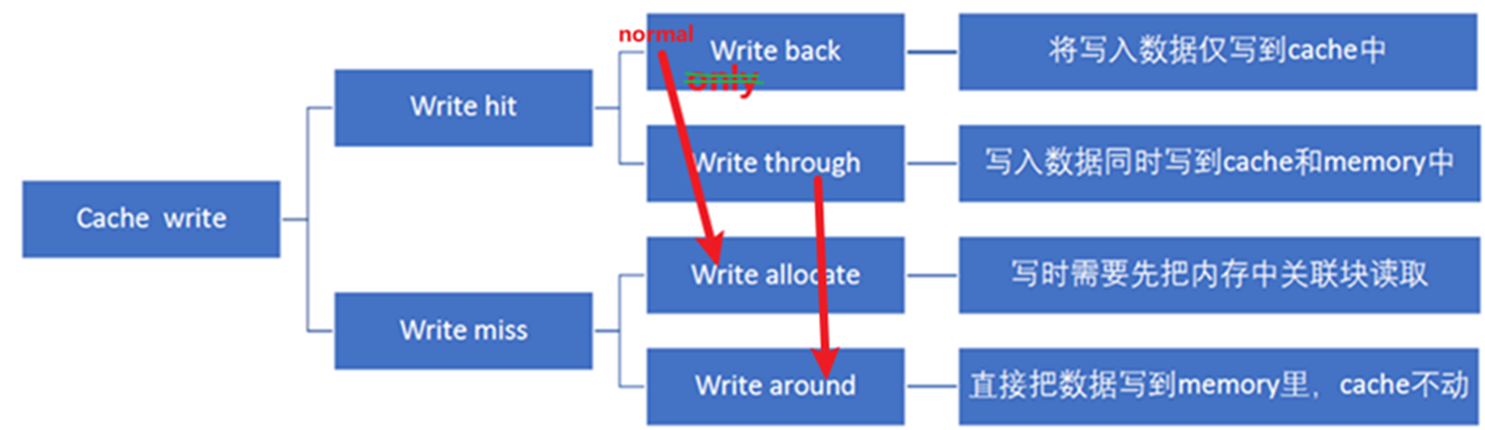 normal
Write back
将写入数据仅写到cache中
only
Write hit
Write through
写入数据同时写到cache和memory中
Cache write
Write allocate
写时需要先把内存中关联块读取
Write miss
Write around
直接把数据写到memory里，cache不动